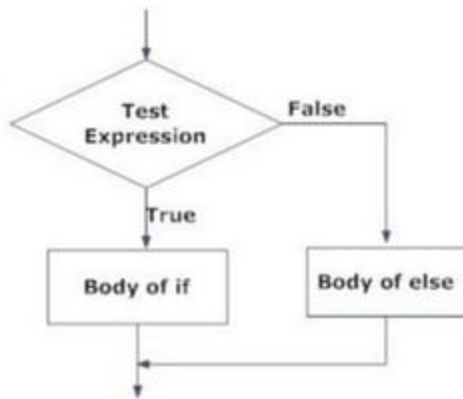 Test
Expression
False
True
Body of if
Body of else